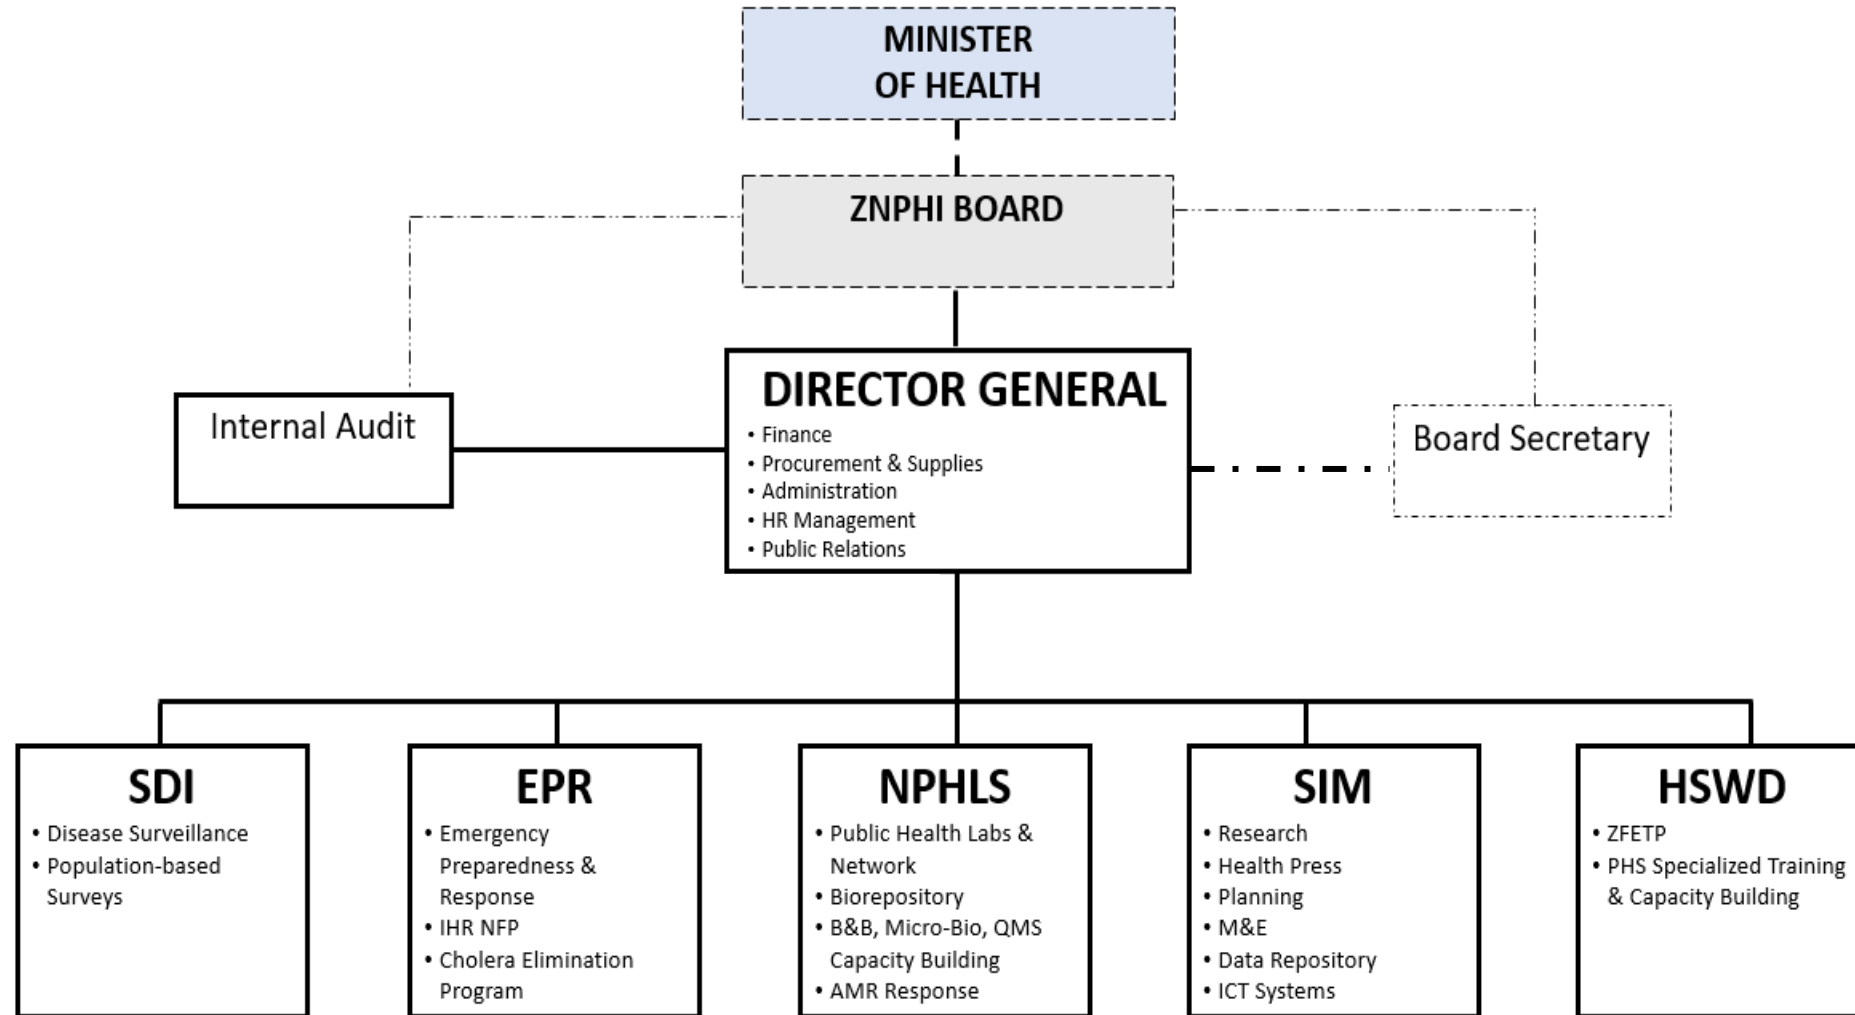 MINISTER
OF HEALTH
ZNPHI BOARD
DIRECTOR GENERAL
• Finance
• Procurement & Supplies
• Administration
• HR Management
• Public Relations
Internal Audit
Board Secretary
SDI
• Disease Surveillance
• Population-based
Surveys
EPR
• Emergency
Preparedness &
Response
• IHR NFP
• Cholera Elimination
Program
NPHLS
• Public Health Labs &
Network
• Biorepository
• B&B, Micro-Bio, QMS
Capacity Building
• AMR Response
SIM
• Research
• Health Press
• Planning
• M&E
• Data Repository
• ICT Systems
HSWD
• ZFETP
• PHS Specialized Training
& Capacity Building